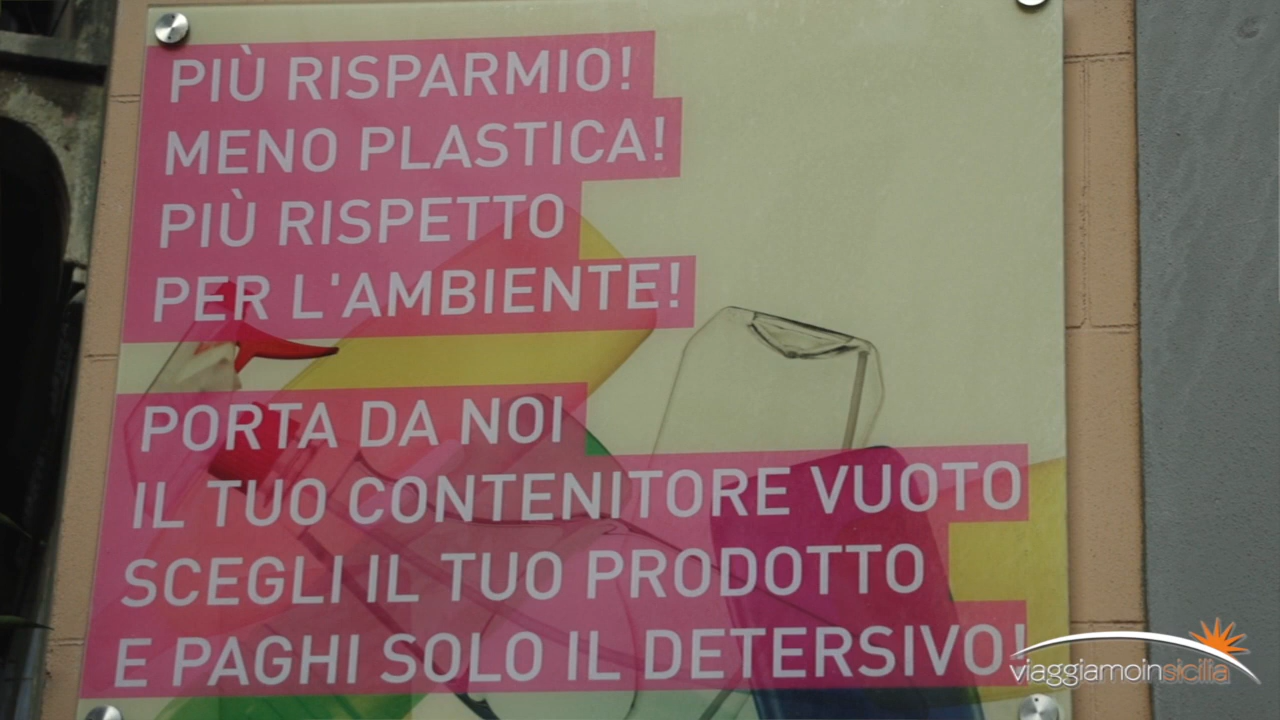 PIÙ RISPARMIO!
MENO PLASTICA!
PIÙ RISPETTO
PER L'AMBIENTE!
PORTA DA NOI
IL TUO CONTENITORE VUOTO
SCEGLI IL TUO PRODOTTO
E PAGHI SOLO IL DETERSIVO!
viaggiamoinsicilia